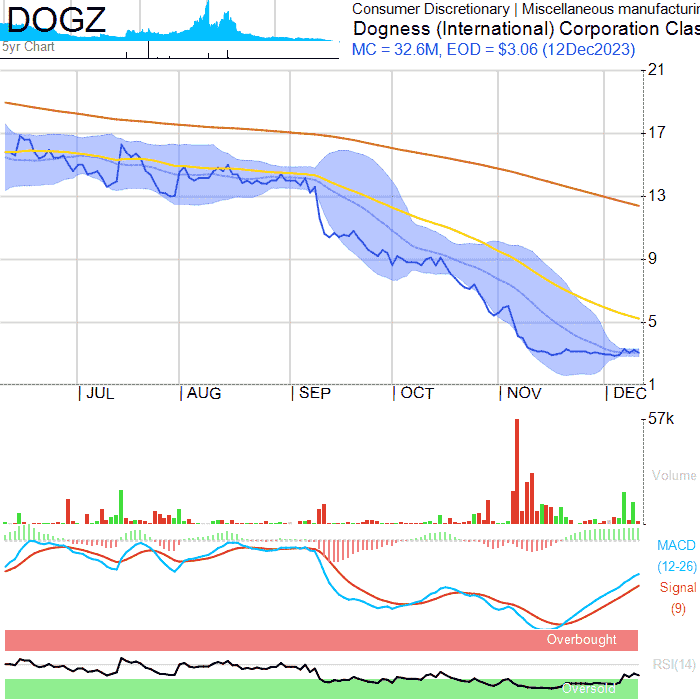 DOGZ
5yr Chart
Consumer Discretionary | Miscellaneous manufacturin
Dogness (International) Corporation Clas
MC = 32.6M, EOD = $3.06 (12Dec2023)
21
17
13
9
5
1
| JUL | AUG | SEP | OCT | NOV | DEC
57k
Volume
MACD
(12-26)
Signal
(9)
Overbought
RSI(14)
Oversold